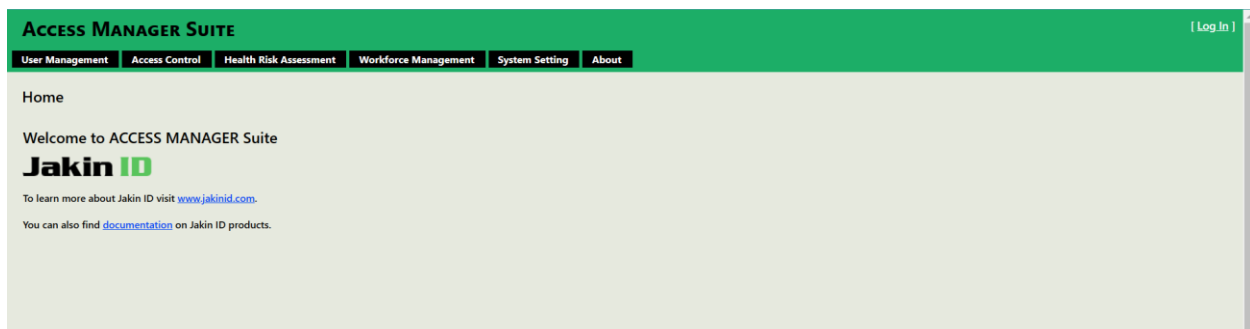 ACCESS MANAGER SUITE
[ Log In ]
User Management Access Control Health Risk Assessment Workforce Management System Setting About
Home
Welcome to ACCESS MANAGER Suite
Jakin ID
To learn more about Jakin ID visit www.jakinid.com.
You can also find documentation on Jakin ID products.